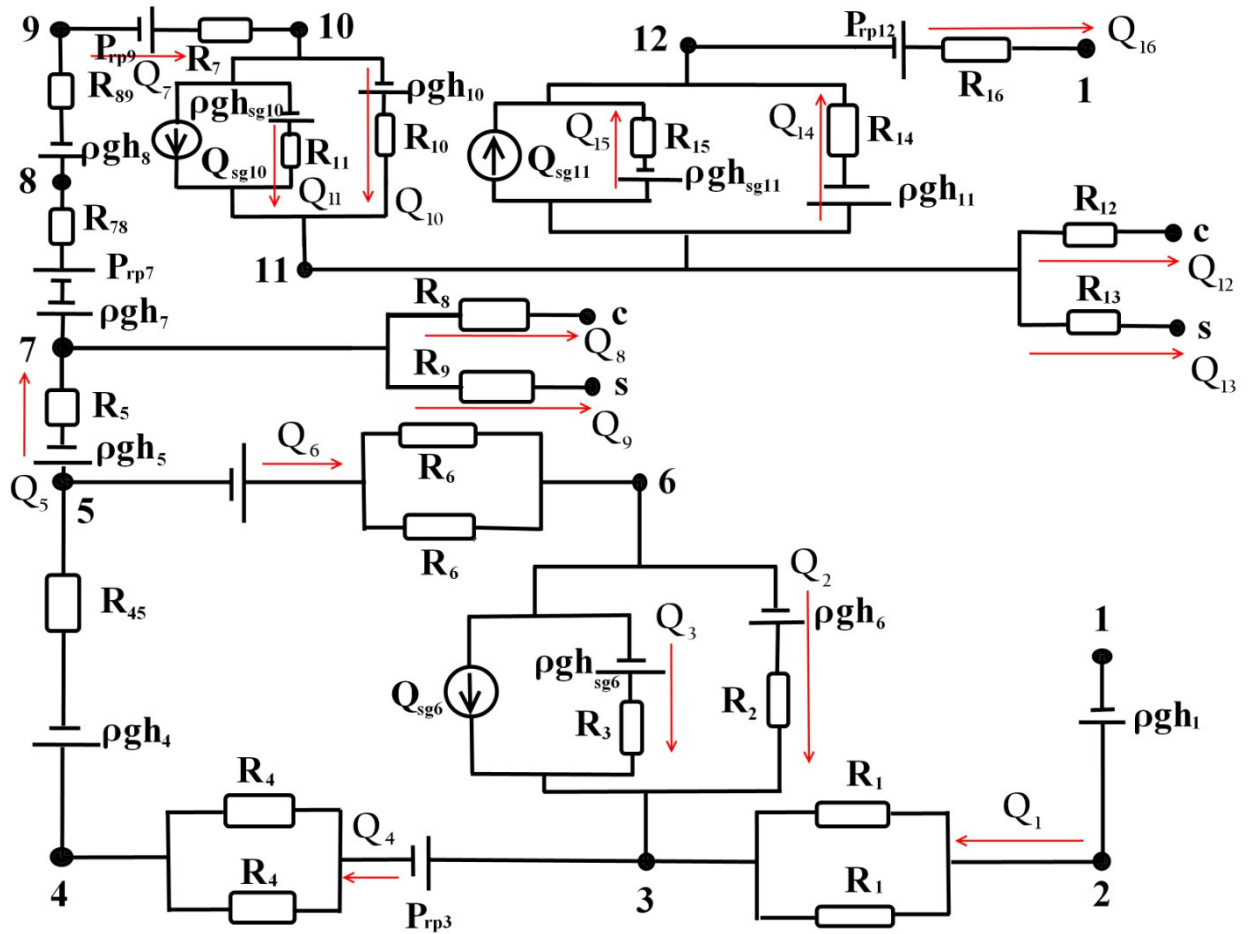 9
P_rp9
R_7
10
12
P_rp12
Q_16
R_16
1
R_89
Q_7
ρgh_sg10
ρgh_10
ρgh_8
Q_sg10
R_11
R_10
Q_15
R_15
Q_14
R_14
Q_sg11
ρgh_sg11
ρgh_11
8
Q_11
Q_10
R_78
R_12
c
P_rp7
11
Q_12
R_13
s
Q_13
ρgh_7
R_8
c
7
Q_8
R_9
s
R_5
Q_9
ρgh_5
Q_6
R_6
Q_5
5
6
R_6
R_45
Q_2
Q_3
ρgh_6
1
ρgh_sg6
Q_sg6
R_3
R_2
ρgh_1
ρgh_4
R_4
R_1
Q_4
Q_1
4
R_4
3
R_1
2
P_rp3